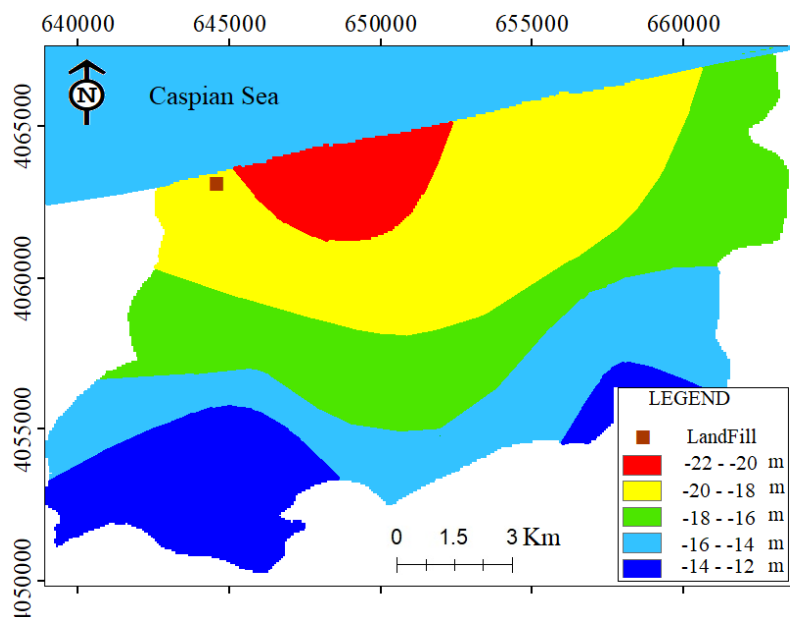 640000 645000 650000 655000 660000
N
Caspian Sea
4065000
4060000
4055000
4050000
LEGEND
LandFill
-22 - -20 m
-20 - -18 m
-18 - -16 m
-16 - -14 m
-14 - -12 m
0 1.5 3 Km